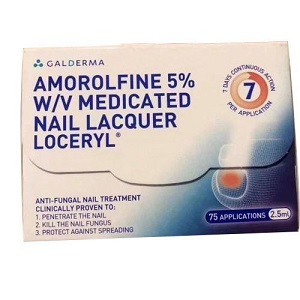 GALDERMA
AMOROLFINE 5%
W/V MEDICATED
NAIL LACQUER
LOCERYL®
7 DAYS CONTINUOUS ACTION
7
PER APPLICATION
ANTI-FUNGAL NAIL TREATMENT
CLINICALLY PROVEN TO:
1. PENETRATE THE NAIL
2. KILL THE NAIL FUNGUS
3. PROTECT AGAINST SPREADING
75 APPLICATIONS 2.5ml